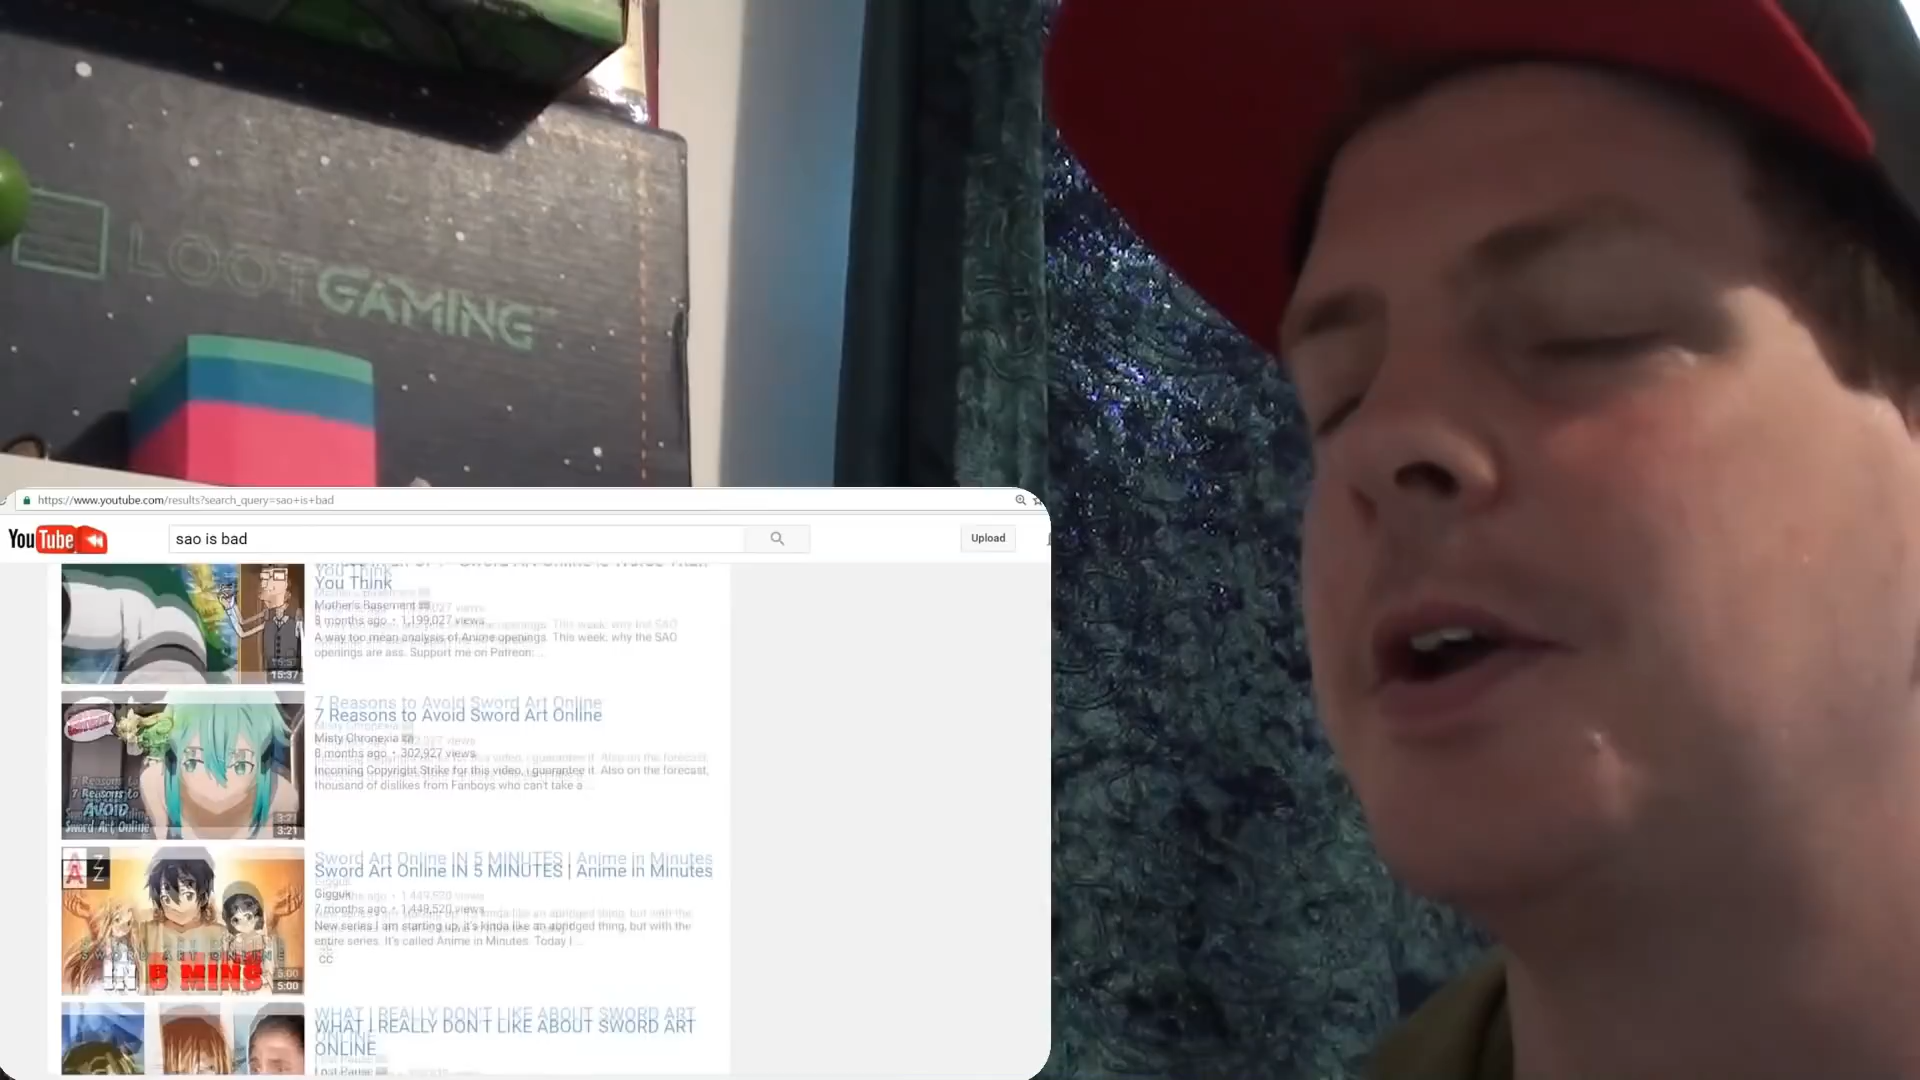 LOOTGAMING
https://www.youtube.com/results?search_query=sao+is+bad
YouTube
sao is bad
Upload
You Think
Mother's Basement
8 months ago • 1,199,027 views
A way too mean analysis of Anime openings. This week: why the SAO
openings are ass. Support me on Patreon: ...
15:37
7 Reasons to Avoid Sword Art Online
Misty Chronexia
8 months ago • 302,927 views
Incoming Copyright Strike for this video, i guarantee it. Also on the forecast,
thousand of dislikes from Fanboys who can't take a ...
7 Reasons to
AVOID
Sword Art Online
3:21
Sword Art Online IN 5 MINUTES | Anime in Minutes
Gigguk
7 months ago • 1,449,520 views
New series I am starting up, it's kinda like an abridged thing, but with the
entire series. It's called Anime in Minutes. Today I ...
CC
A Z
SWORD ART ONLINE
IN 5 MINS
5:00
WHAT I REALLY DON'T LIKE ABOUT SWORD ART
ONLINE
Lost Pause